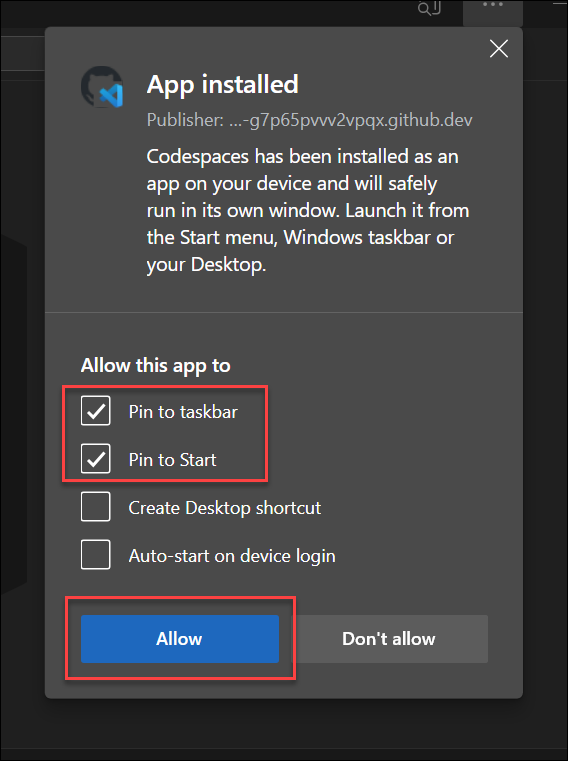 App installed
Publisher: ...-g7p65pvvv2vpqx.github.dev
Codespaces has been installed as an
app on your device and will safely
run in its own window. Launch it from
the Start menu, Windows taskbar or
your Desktop.
Allow this app to
Pin to taskbar
Pin to Start
Create Desktop shortcut
Auto-start on device login
Allow
Don't allow